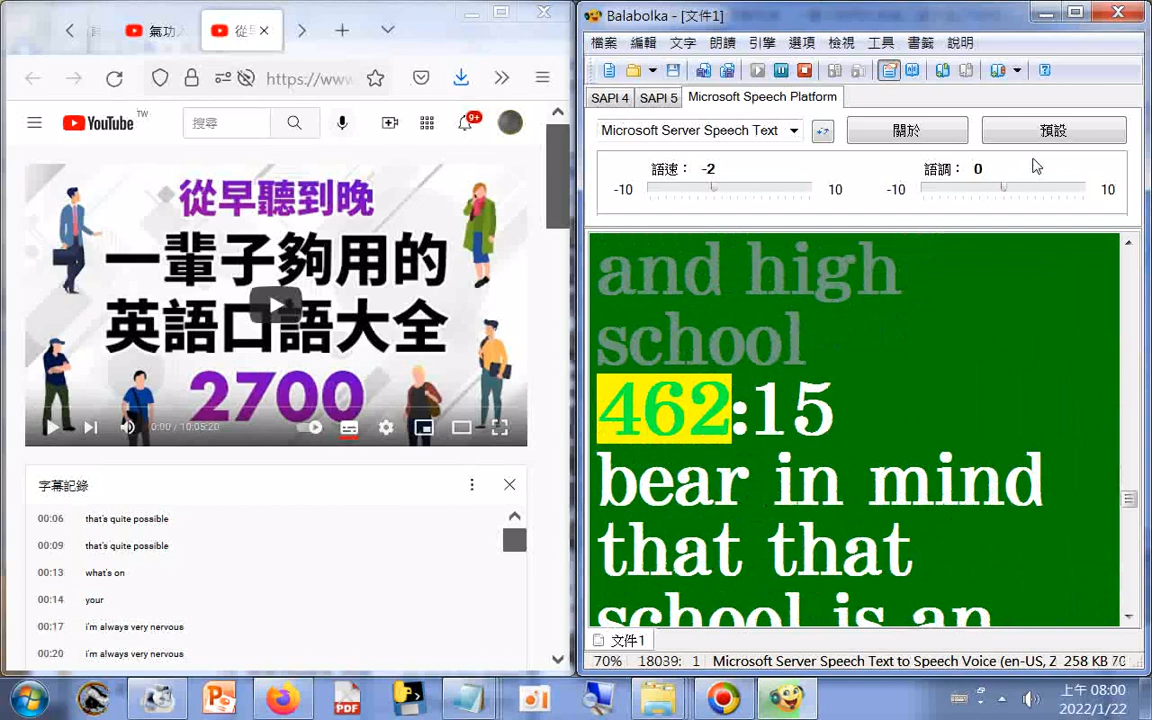 氣功
從
https://www
YouTube TW
搜尋
9+
從早聽到晚
一輩子夠用的
英語口語大全
2700
0:00 / 10:05:20
字幕記錄
00:06 that's quite possible
00:09 that's quite possible
00:13 what's on
00:14 your
00:17 i'm always very nervous
00:20 i'm always very nervous
Balabolka - [文件1]
檔案 編輯 文字 朗讀 引擎 選項 檢視 工具 書籤 說明
SAPI 4 SAPI 5 Microsoft Speech Platform
Microsoft Server Speech Text 關於 預設
語速： -2 語調： 0
-10 10 -10 10
and high
school
462:15
bear in mind
that that
school is an
文件1
70% 18039: 1 Microsoft Server Speech Text to Speech Voice (en-US, Z 258 KB
PDF
上午 08:00
2022/1/22